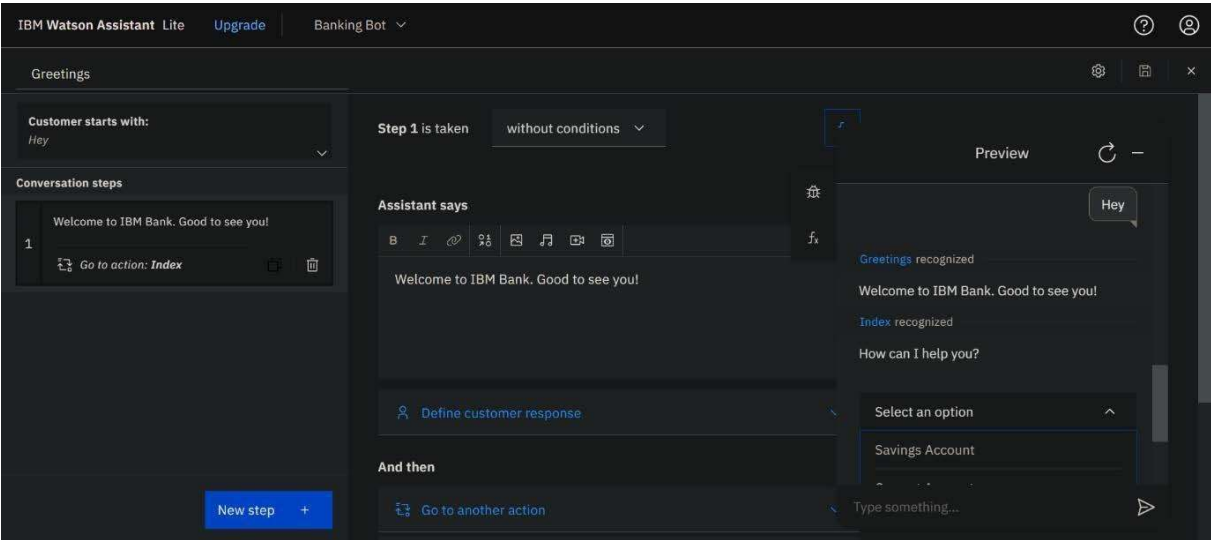 IBM Watson Assistant Lite Upgrade Banking Bot
Greetings
Customer starts with:
Hey
Conversation steps
1
Welcome to IBM Bank. Good to see you!
Go to action: Index
New step +
Step 1 is taken without conditions
Assistant says
B I
Welcome to IBM Bank. Good to see you!
Define customer response
And then
Go to another action
fx
Preview
Hey
Greetings recognized
Welcome to IBM Bank. Good to see you!
Index recognized
How can I help you?
Select an option
Savings Account
Type something...